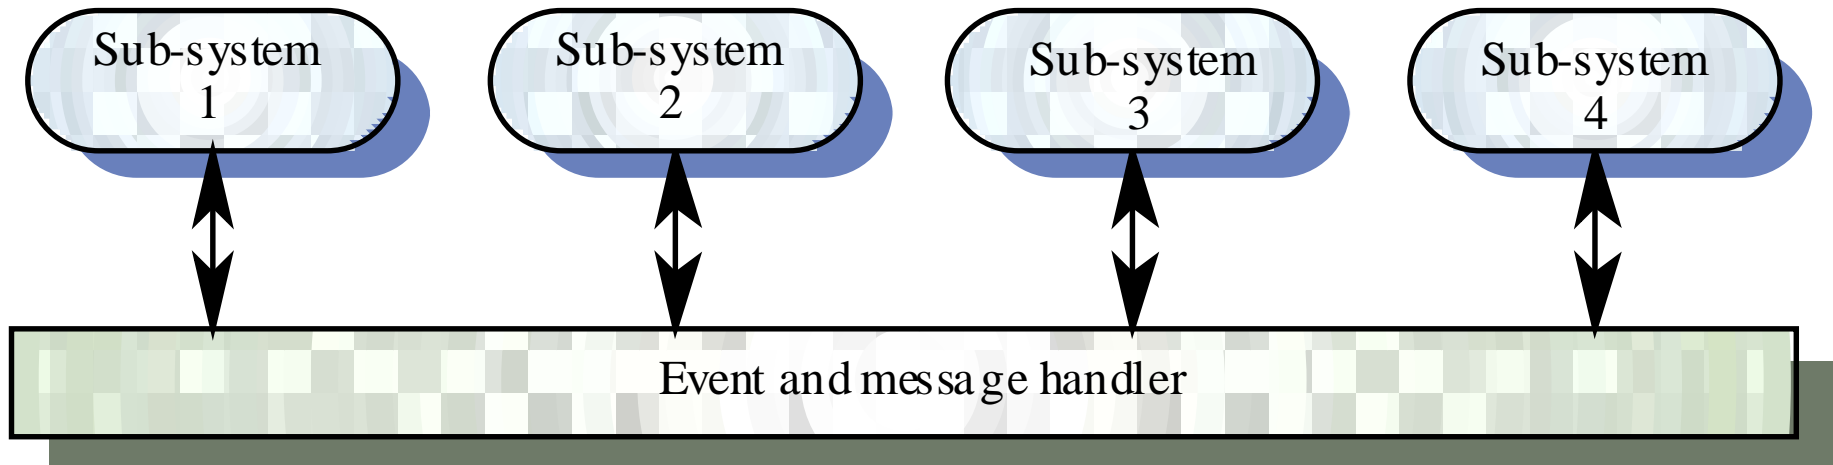 Sub-system
1
Sub-system
2
Sub-system
3
Sub-system
4
Event and message handler